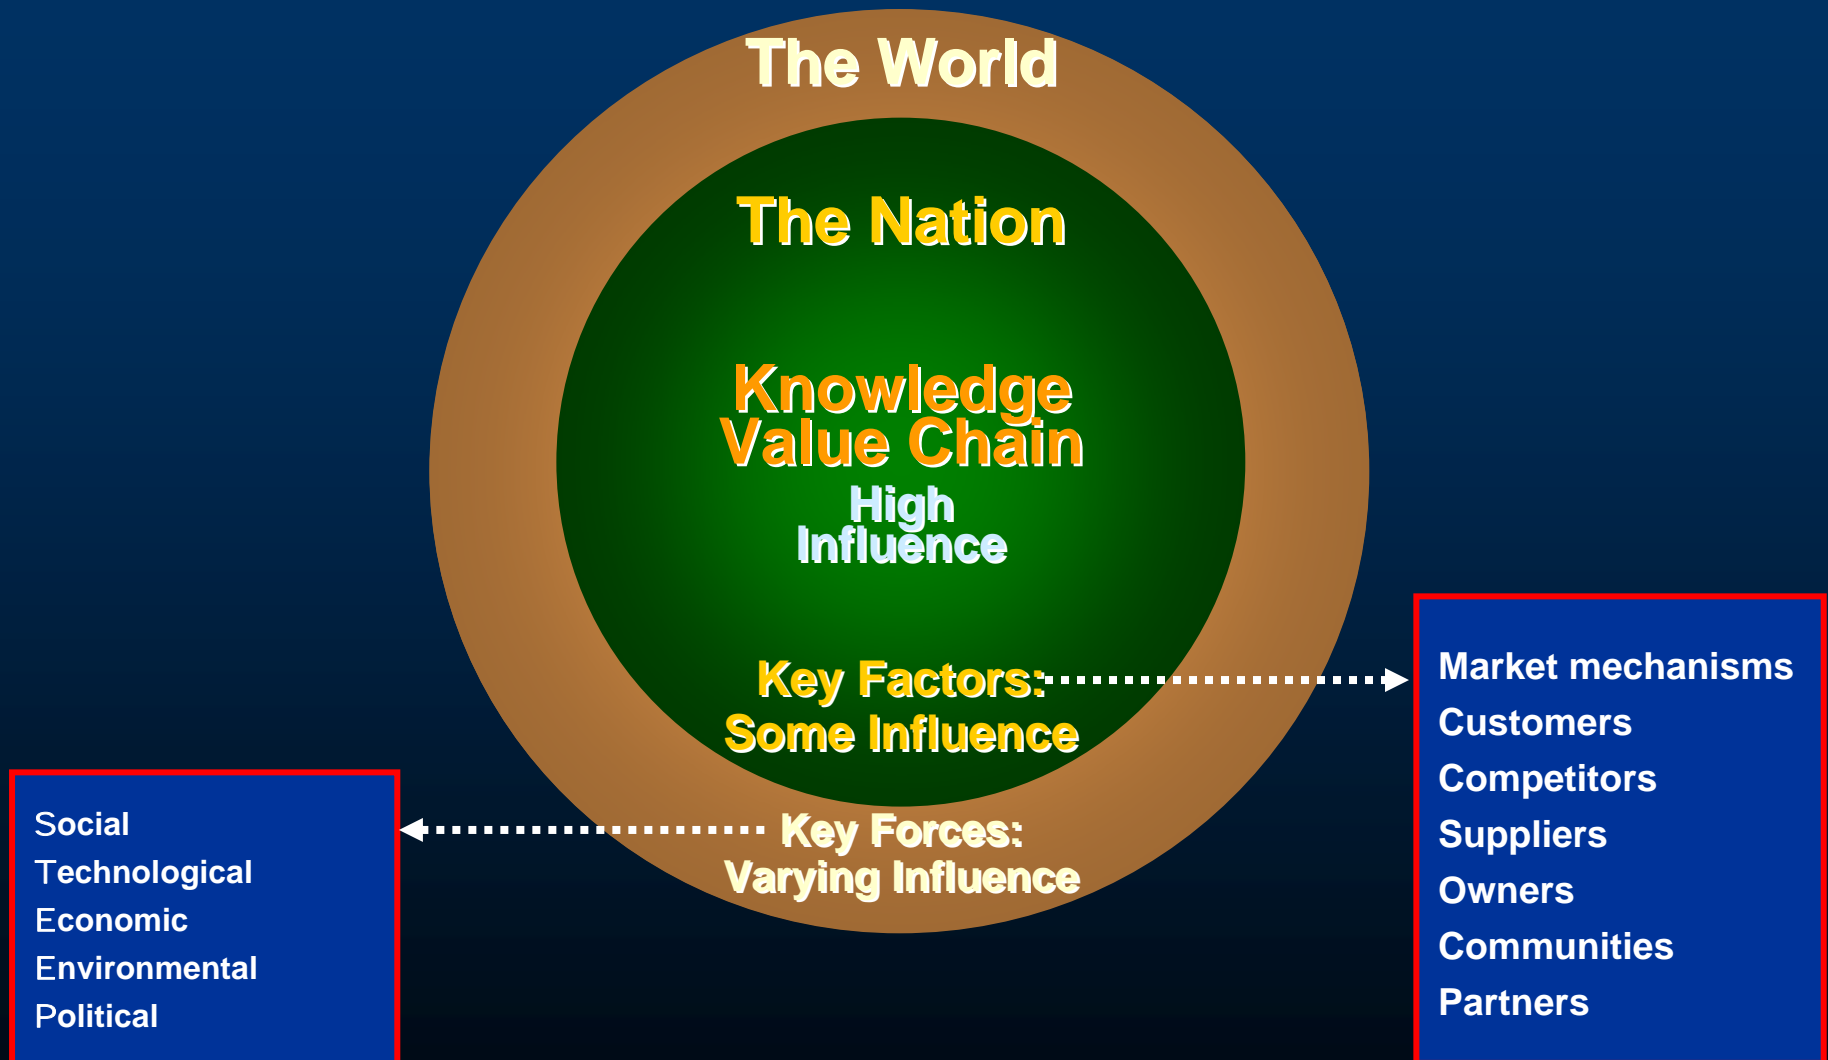 The World
The Nation
Knowledge
Value Chain
High
Influence
Key Factors:
Some Influence
Key Forces:
Varying Influence
Social
Technological
Economic
Environmental
Political
Market mechanisms
Customers
Competitors
Suppliers
Owners
Communities
Partners